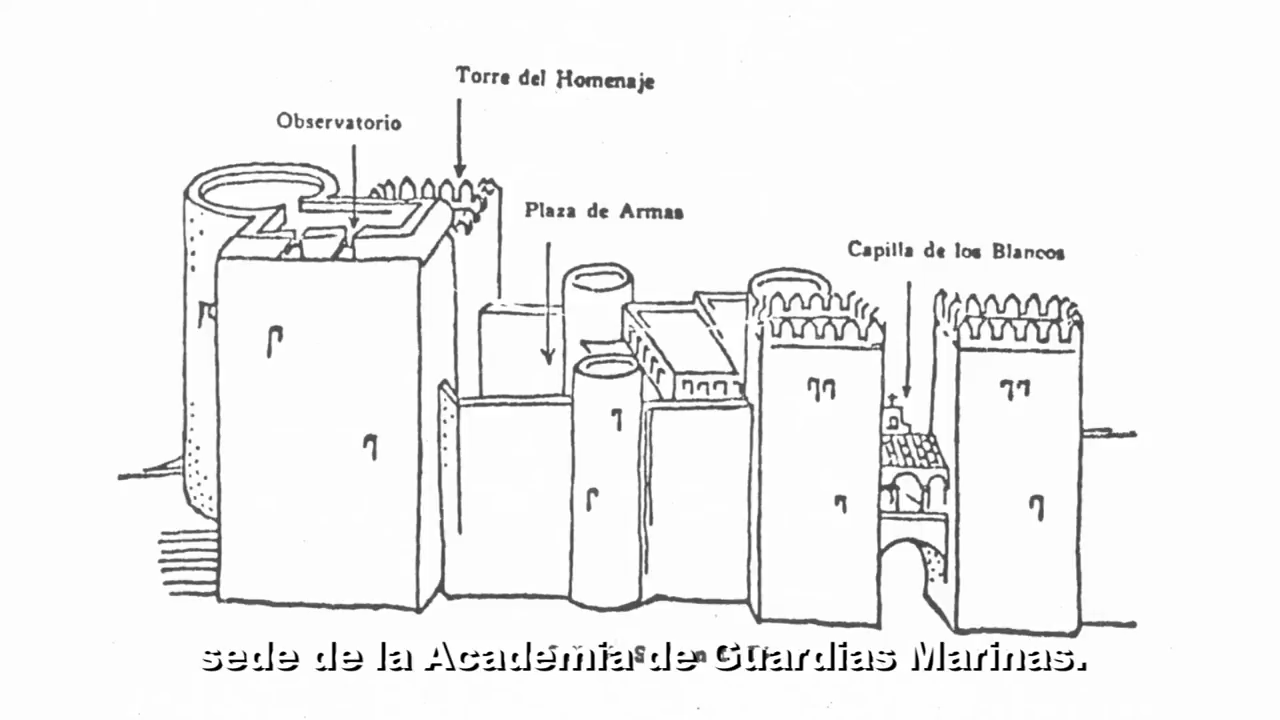 Torre del Homenaje
Observatorio
Plaza de Armas
Capilla de los Blancos
sede de la Academia de Guardias Marinas.